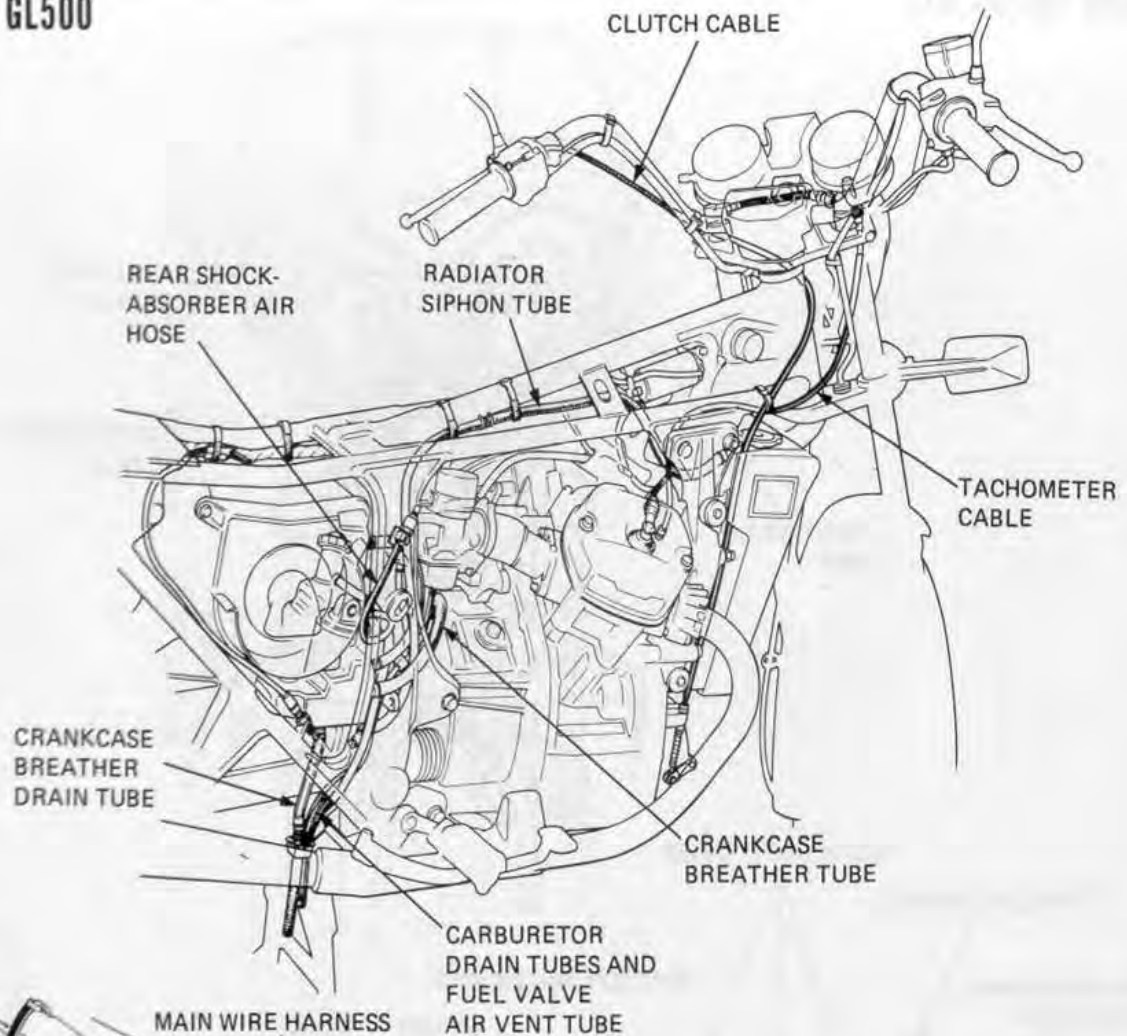 GL500
CLUTCH CABLE
REAR SHOCK-
ABSORBER AIR
HOSE
RADIATOR
SIPHON TUBE
TACHOMETER
CABLE
CRANKCASE
BREATHER
DRAIN TUBE
CRANKCASE
BREATHER TUBE
CARBURETOR
DRAIN TUBES AND
FUEL VALVE
AIR VENT TUBE
MAIN WIRE HARNESS